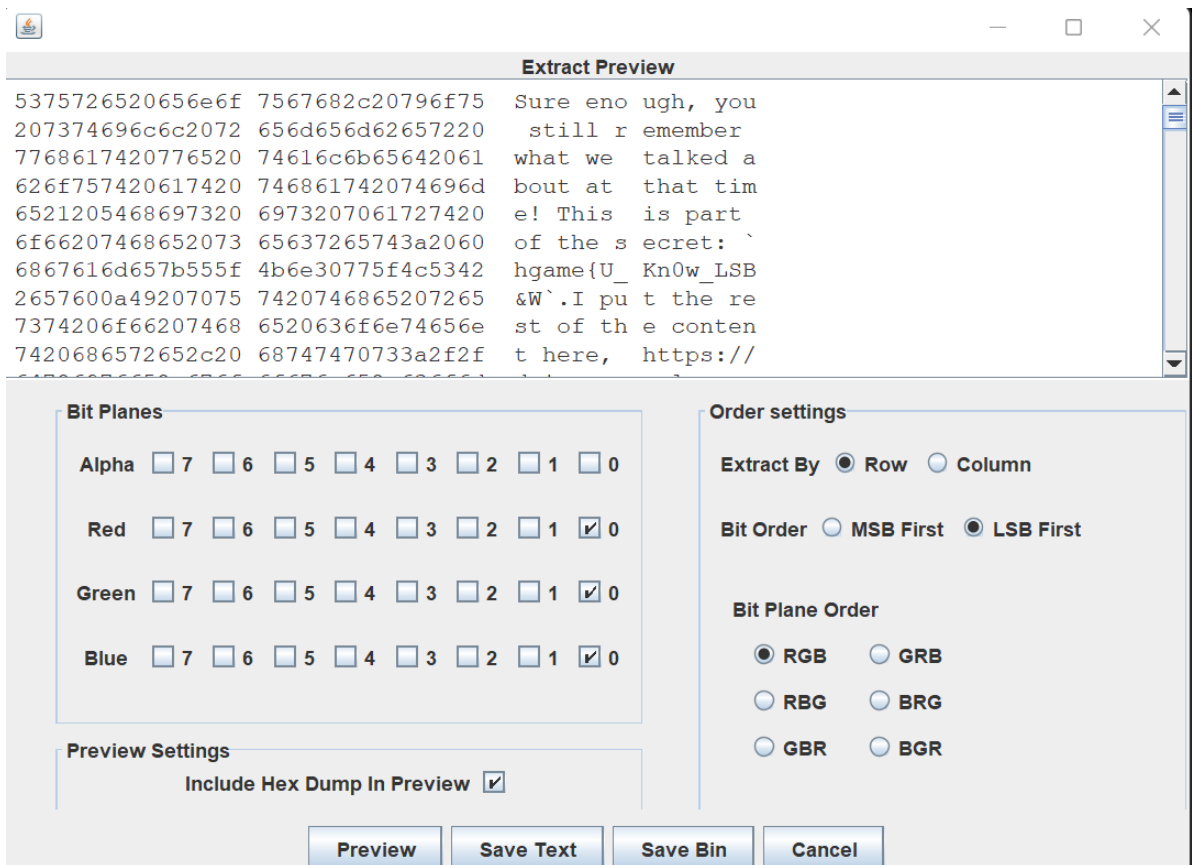 Extract Preview
5375726520656e6f 7567682c20796f75 Sure eno ugh, you
207374696c6c2072 656d656d62657220 still r emember
7768617420776520 74616c6b65642061 what we talked a
626f757420617420 746861742074696d bout at that tim
6521205468697320 6973207061727420 e! This is part
6f66207468652073 65637265743a2060 of the s ecret: `
6867616d657b555f 4b6e30775f4c5342 hgame{U_ Kn0w_LSB
2657600a49207075 7420746865207265 &W`.I pu t the re
7374206f66207468 6520636f6e74656e st of th e conten
7420686572652c20 68747470733a2f2f t here, https://
Bit Planes
Alpha 7 6 5 4 3 2 1 0
Red 7 6 5 4 3 2 1 0
Green 7 6 5 4 3 2 1 0
Blue 7 6 5 4 3 2 1 0
Preview Settings
Include Hex Dump In Preview
Order settings
Extract By Row Column
Bit Order MSB First LSB First
Bit Plane Order
RGB GRB
RBG BRG
GBR BGR
Preview Save Text Save Bin Cancel